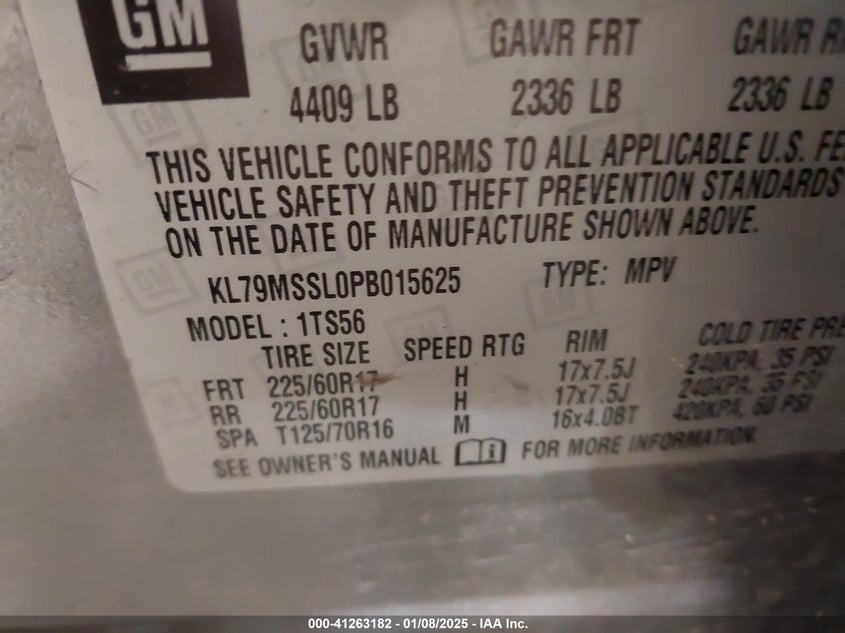 GM
GVWR GAWR FRT GAWR
4409 LB 2336 LB 2336 LB
THIS VEHICLE CONFORMS TO ALL APPLICABLE U.S.
VEHICLE SAFETY AND THEFT PREVENTION STANDARDS
ON THE DATE OF MANUFACTURE SHOWN ABOVE.
KL79MSSL0PB015625 TYPE: MPV
MODEL : 1TS56
TIRE SIZE SPEED RTG RIM COLD TIRE
FRT 225/60R17 H 17x7.5J 240KPA, 35 PSI
RR 225/60R17 H 17x7.5J 240KPA, 35 PSI
SPA T125/70R16 M 16x4.0BT 420KPA, 60 PSI
SEE OWNER'S MANUAL FOR MORE INFORMATION.
000-41263182 - 01/08/2025 - IAA Inc.